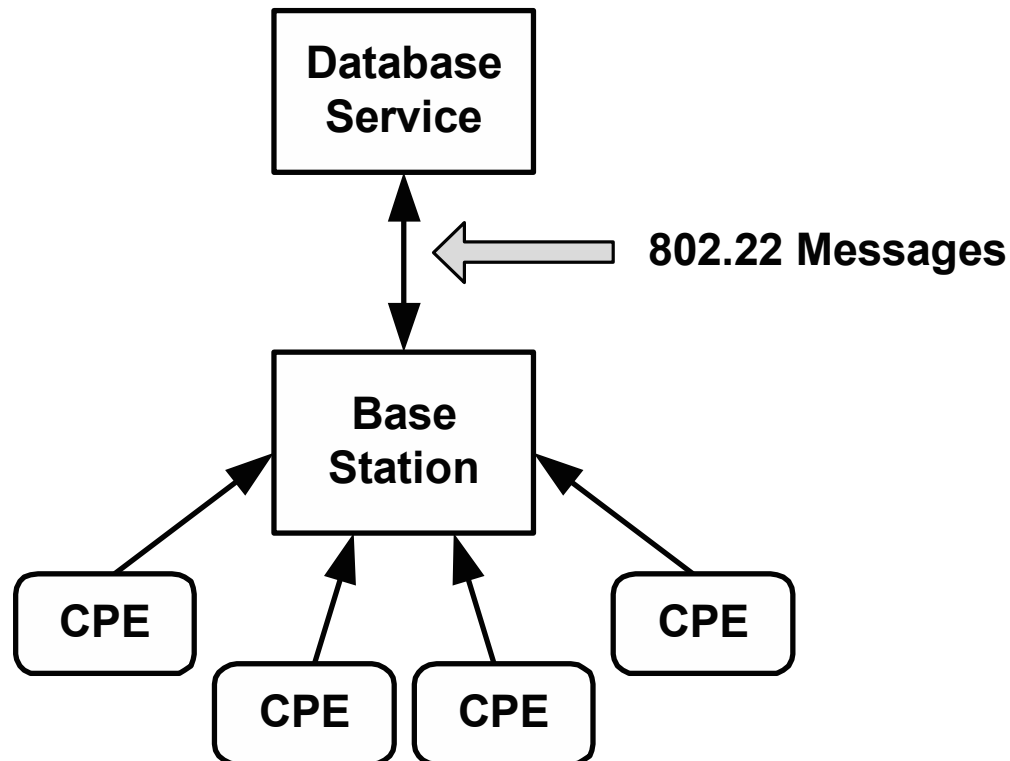 Database
Service
802.22 Messages
Base
Station
CPE
CPE
CPE
CPE